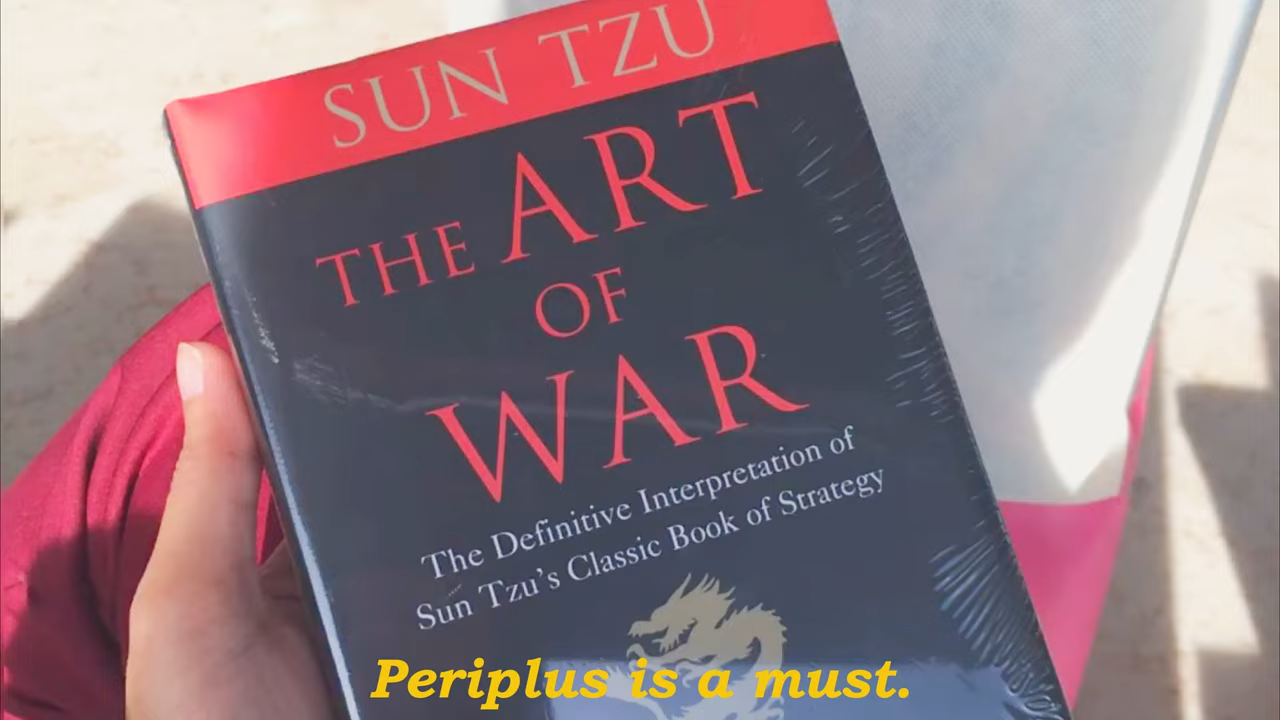 SUN TZU
THE ART
OF
WAR
The Definitive Interpretation of
Sun Tzu's Classic Book of Strategy
Periplus is a must.